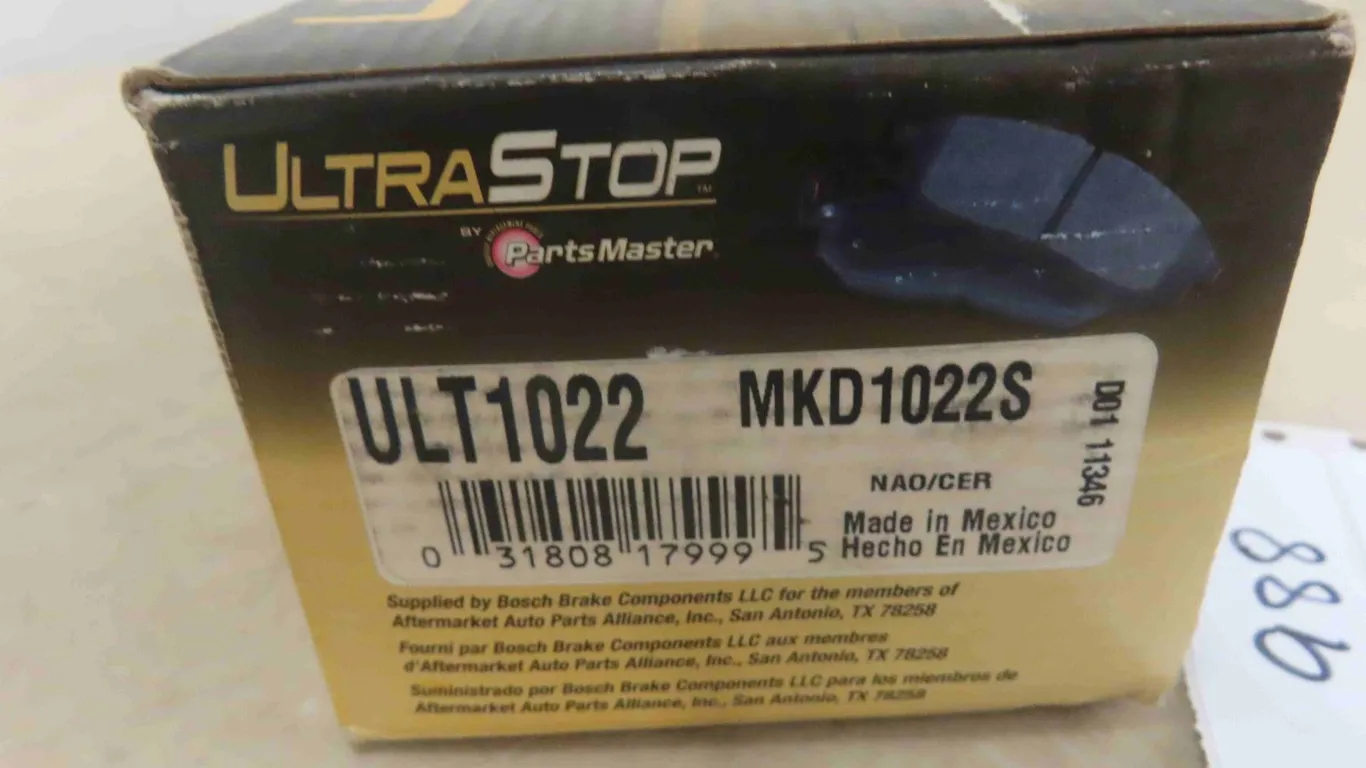 ULTRASTOP™
BY PartsMaster
ULT1022
MKD1022S
D01 11346
NAO/CER
Made in Mexico
Hecho En Mexico
0 31808 17999 5
Supplied by Bosch Brake Components LLC for the members of
Aftermarket Auto Parts Alliance, Inc., San Antonio, TX 78258
Fourni par Bosch Brake Components LLC aux membres
d'Aftermarket Auto Parts Alliance, Inc., San Antonio, TX 78258
Suministrado por Bosch Brake Components LLC para los miembros de
Aftermarket Auto Parts Alliance, Inc., San Antonio, TX 78258